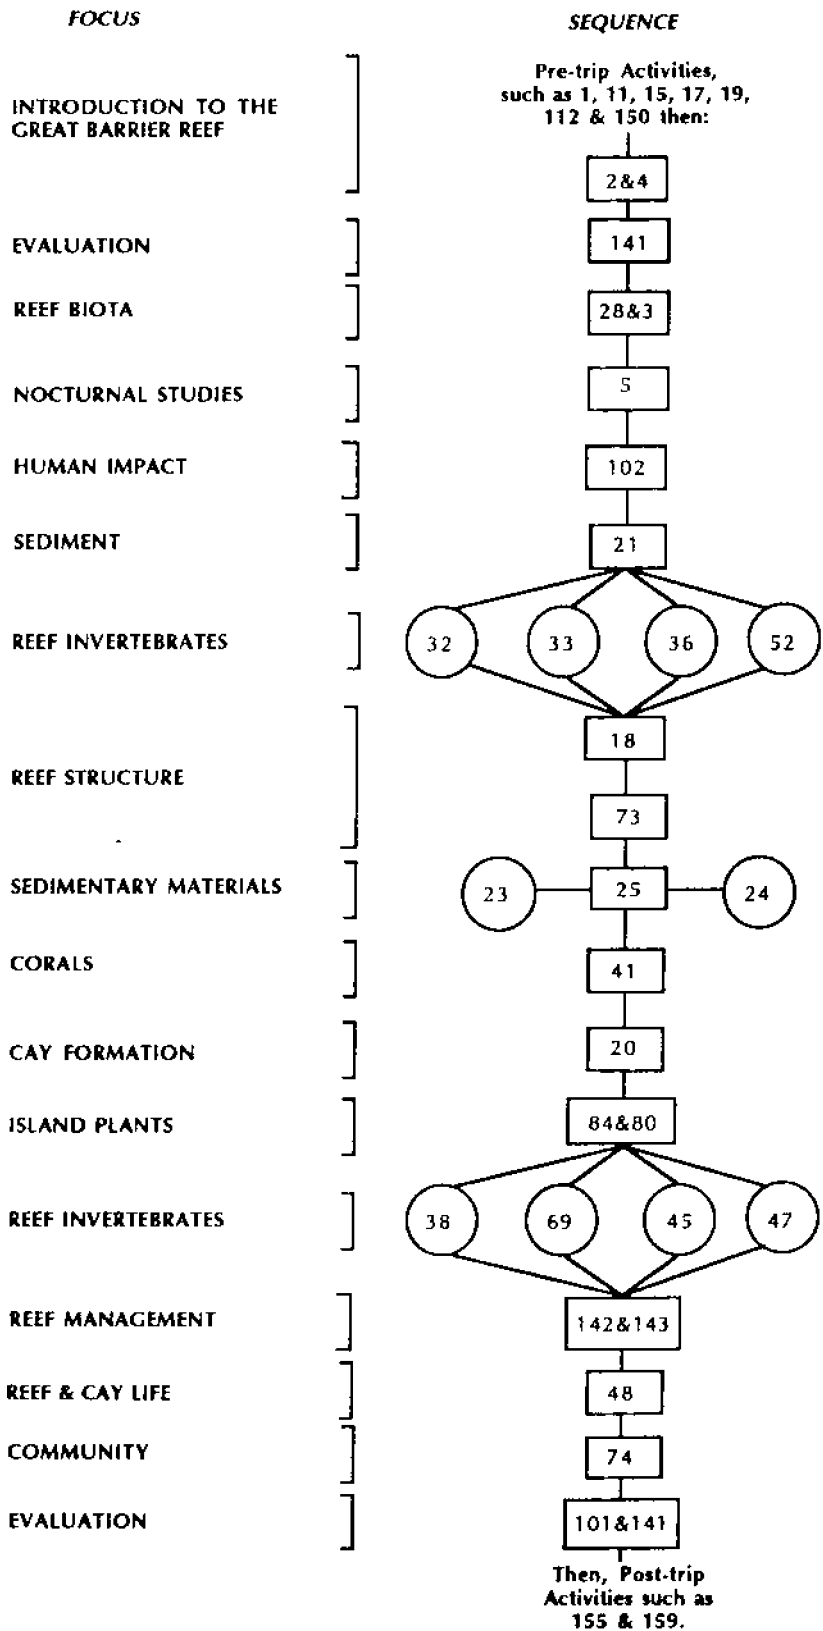 FOCUS
SEQUENCE
Pre-trip Activities,
such as 1, 11, 15, 17, 19,
112 & 150 then:
INTRODUCTION TO THE
GREAT BARRIER REEF
2&4
EVALUATION
141
REEF BIOTA
28&3
NOCTURNAL STUDIES
5
HUMAN IMPACT
102
SEDIMENT
21
REEF INVERTEBRATES
32
33
36
52
18
REEF STRUCTURE
73
SEDIMENTARY MATERIALS
23
25
24
CORALS
41
CAY FORMATION
20
ISLAND PLANTS
84&80
REEF INVERTEBRATES
38
69
45
47
REEF MANAGEMENT
142&143
REEF & CAY LIFE
48
COMMUNITY
74
EVALUATION
101&141
Then, Post-trip
Activities such as
155 & 159.